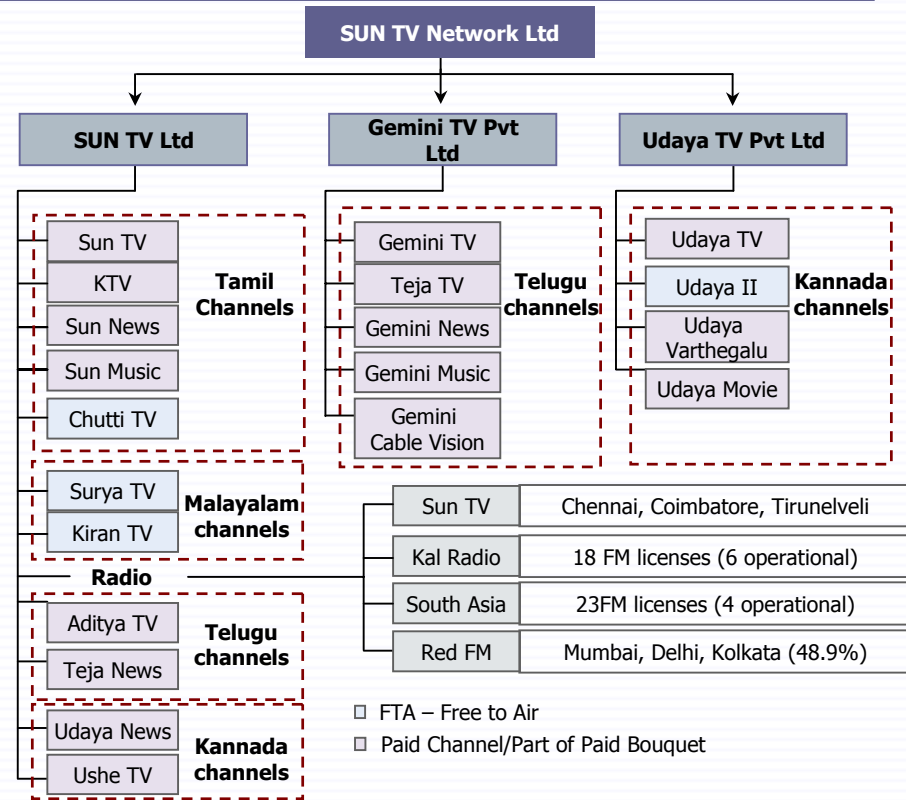 SUN TV Network Ltd
SUN TV Ltd
Gemini TV Pvt
Ltd
Udaya TV Pvt Ltd
Sun TV
KTV
Sun News
Sun Music
Chutti TV
Tamil
Channels
Surya TV
Kiran TV
Malayalam
channels
Radio
Aditya TV
Teja News
Telugu
channels
Udaya News
Ushe TV
Kannada
channels
Gemini TV
Teja TV
Gemini News
Gemini Music
Gemini
Cable Vision
Telugu
channels
Udaya TV
Udaya II
Udaya
Varthegalu
Udaya Movie
Kannada
channels
Sun TV Chennai, Coimbatore, Tirunelveli
Kal Radio 18 FM licenses (6 operational)
South Asia 23FM licenses (4 operational)
Red FM Mumbai, Delhi, Kolkata (48.9%)
FTA – Free to Air
Paid Channel/Part of Paid Bouquet